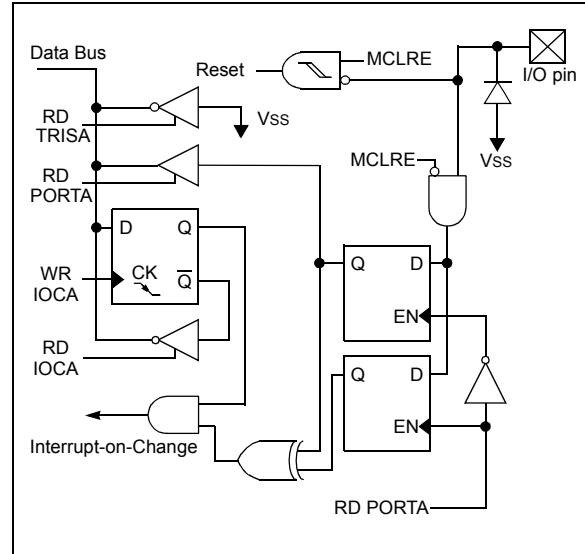 Data Bus
Reset
MCLRE
I/O pin
RD
TRISA
VSS
VSS
RD
PORTA
MCLRE
D
Q
Q
D
WR
IOCA
CK
Q
EN
RD
IOCA
Q
D
EN
Interrupt-on-Change
RD PORTA